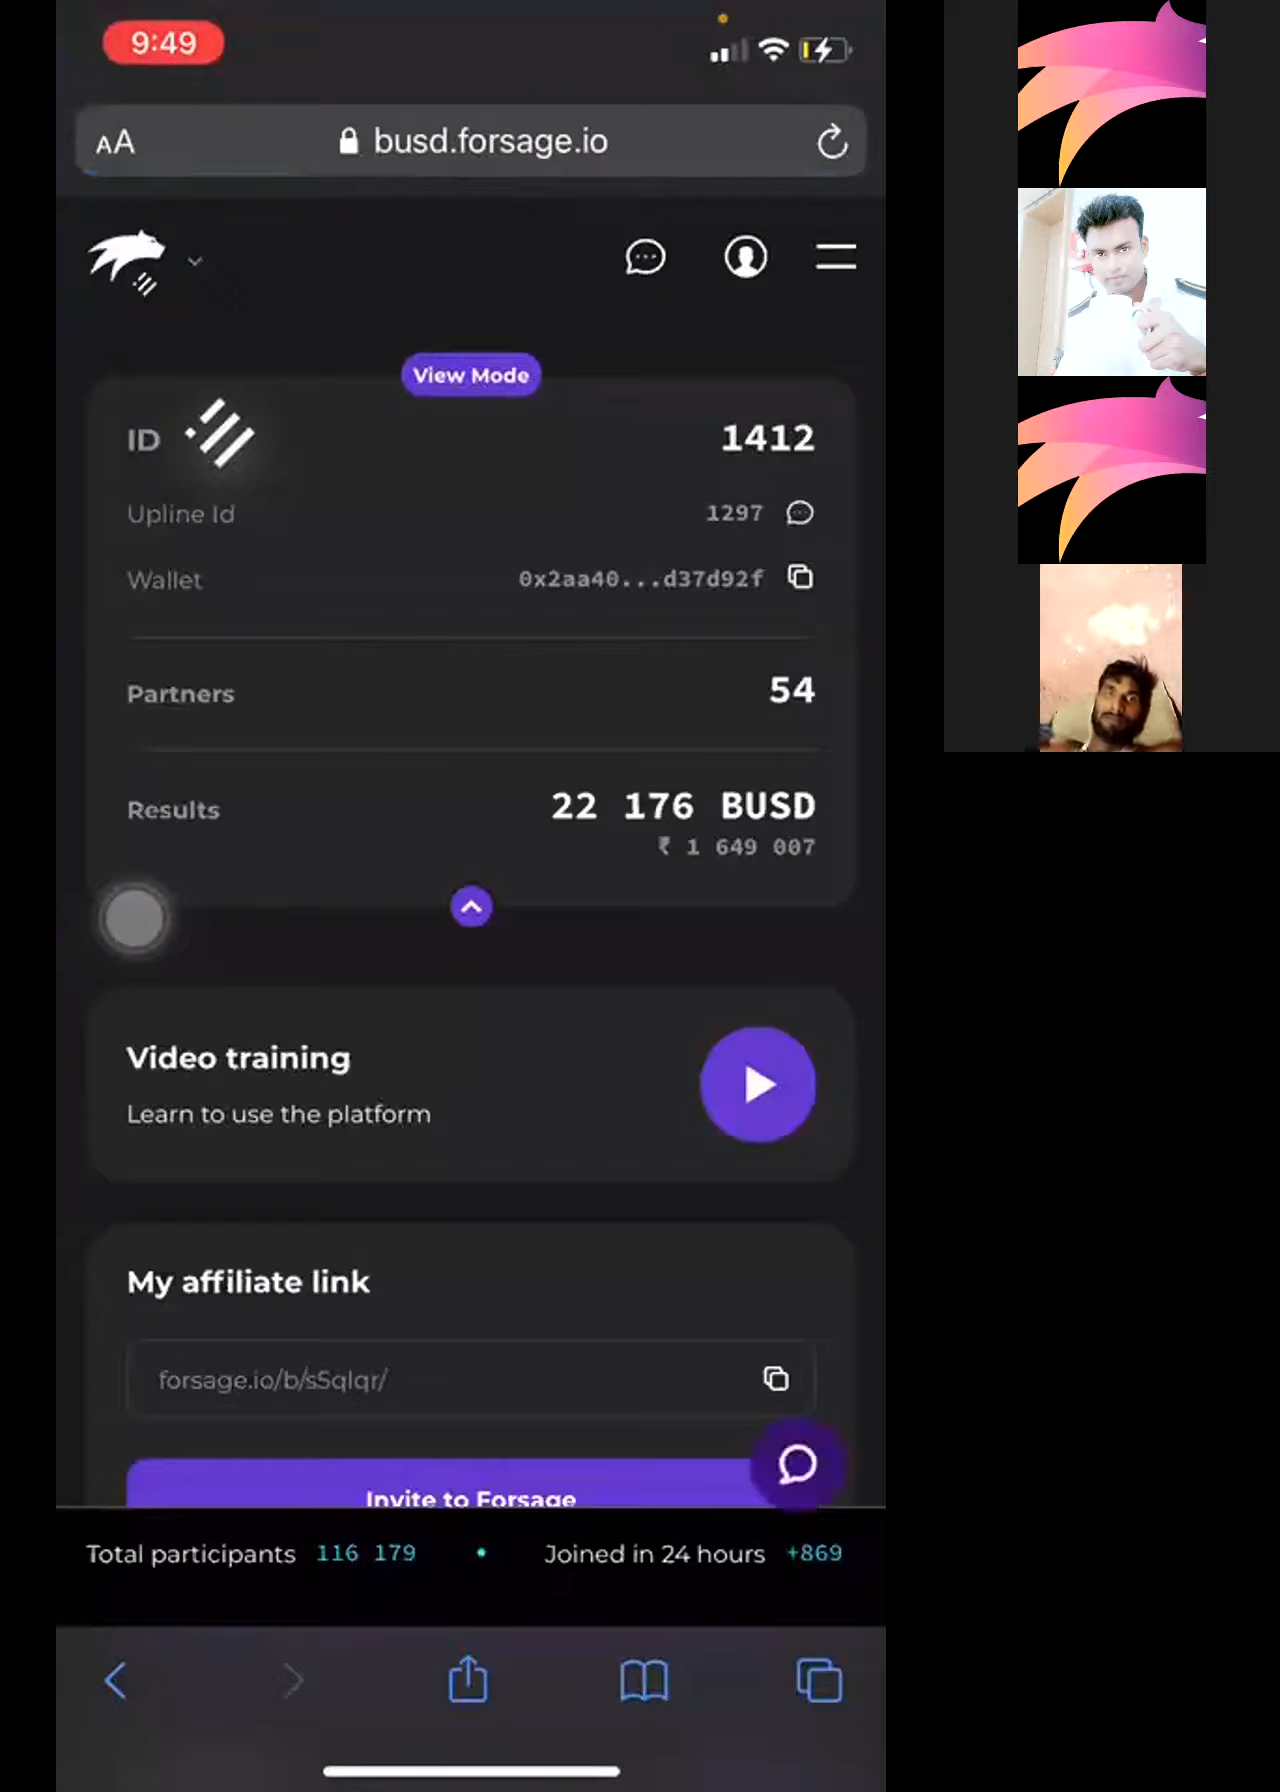 9:49
AA busd.forsage.io
View Mode
ID 1412
Upline Id 1297
Wallet 0x2aa40...d37d92f
Partners 54
Results 22 176 BUSD
₹ 1 649 007
Video training
Learn to use the platform
My affiliate link
forsage.io/b/s5qlqr/
Invite to Forsage
Total participants 116 179 • Joined in 24 hours +869